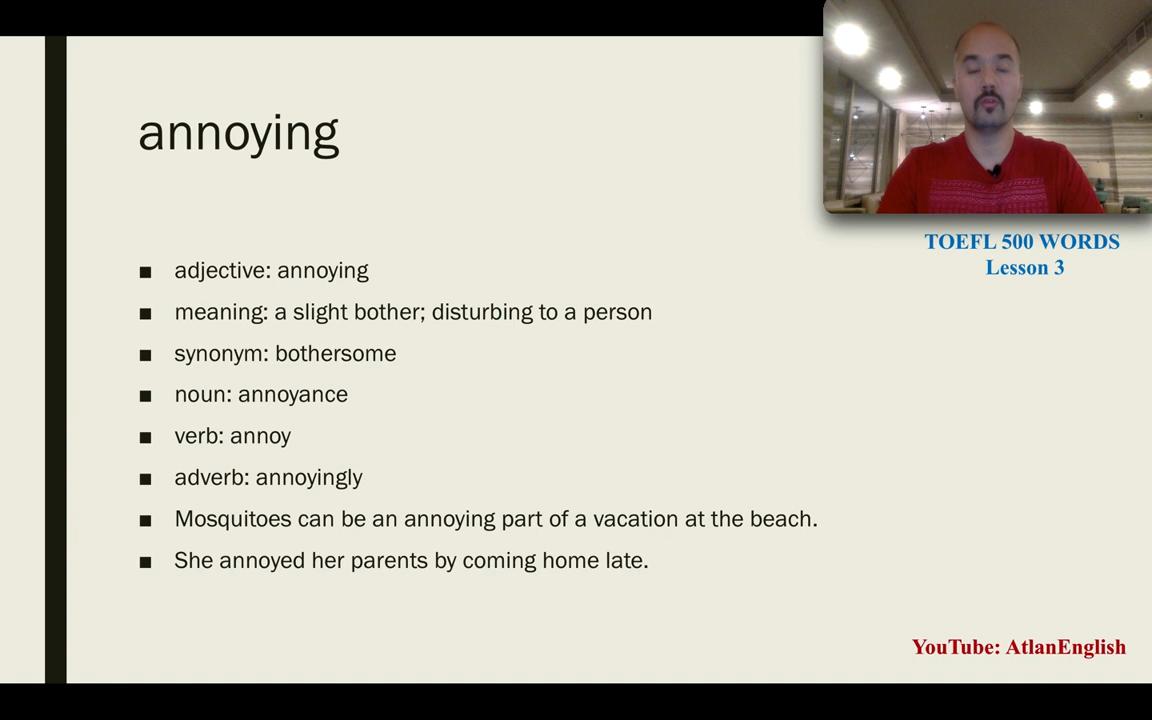 annoying
adjective: annoying
meaning: a slight bother; disturbing to a person
synonym: bothersome
noun: annoyance
verb: annoy
adverb: annoyingly
Mosquitoes can be an annoying part of a vacation at the beach.
She annoyed her parents by coming home late.
TOEFL 500 WORDS
Lesson 3
YouTube: AtlanEnglish